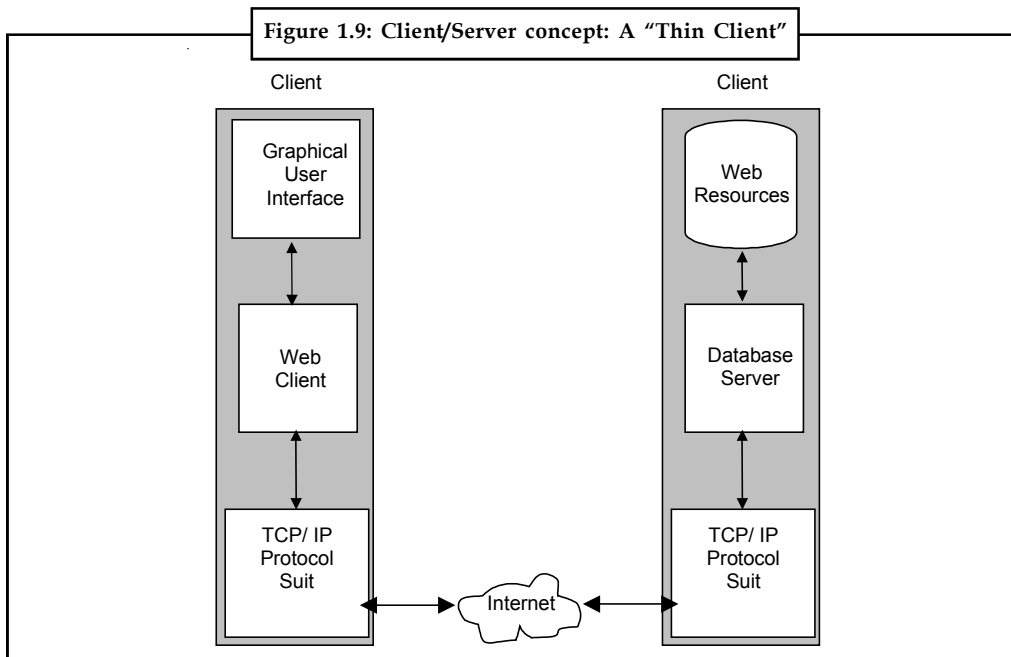 Figure 1.9: Client/Server concept: A “Thin Client”
Client
Graphical
User
Interface
Web
Client
TCP/ IP
Protocol
Suit
Internet
Client
Web
Resources
Database
Server
TCP/ IP
Protocol
Suit